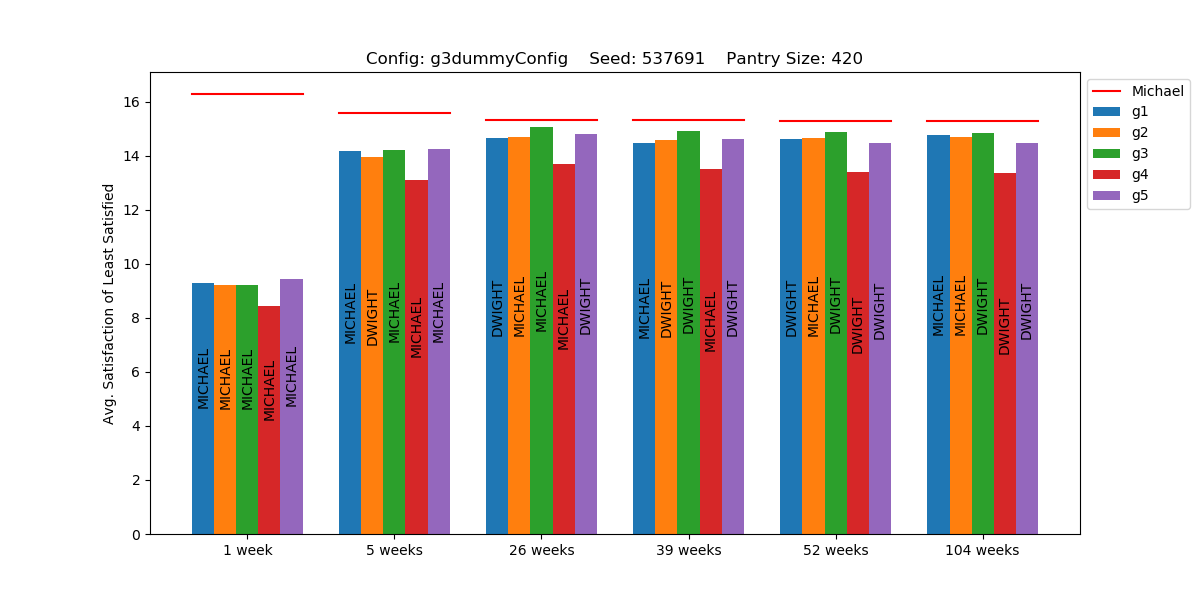 Config: g3dummyConfig    Seed: 537691    Pantry Size: 420
Avg. Satisfaction of Least Satisfied
16
14
12
10
8
6
4
2
0
MICHAEL
MICHAEL
MICHAEL
MICHAEL
MICHAEL
MICHAEL
DWIGHT
MICHAEL
MICHAEL
MICHAEL
DWIGHT
MICHAEL
MICHAEL
MICHAEL
DWIGHT
MICHAEL
DWIGHT
DWIGHT
MICHAEL
DWIGHT
DWIGHT
MICHAEL
DWIGHT
DWIGHT
DWIGHT
MICHAEL
MICHAEL
DWIGHT
DWIGHT
DWIGHT
1 week
5 weeks
26 weeks
39 weeks
52 weeks
104 weeks
Michael
g1
g2
g3
g4
g5